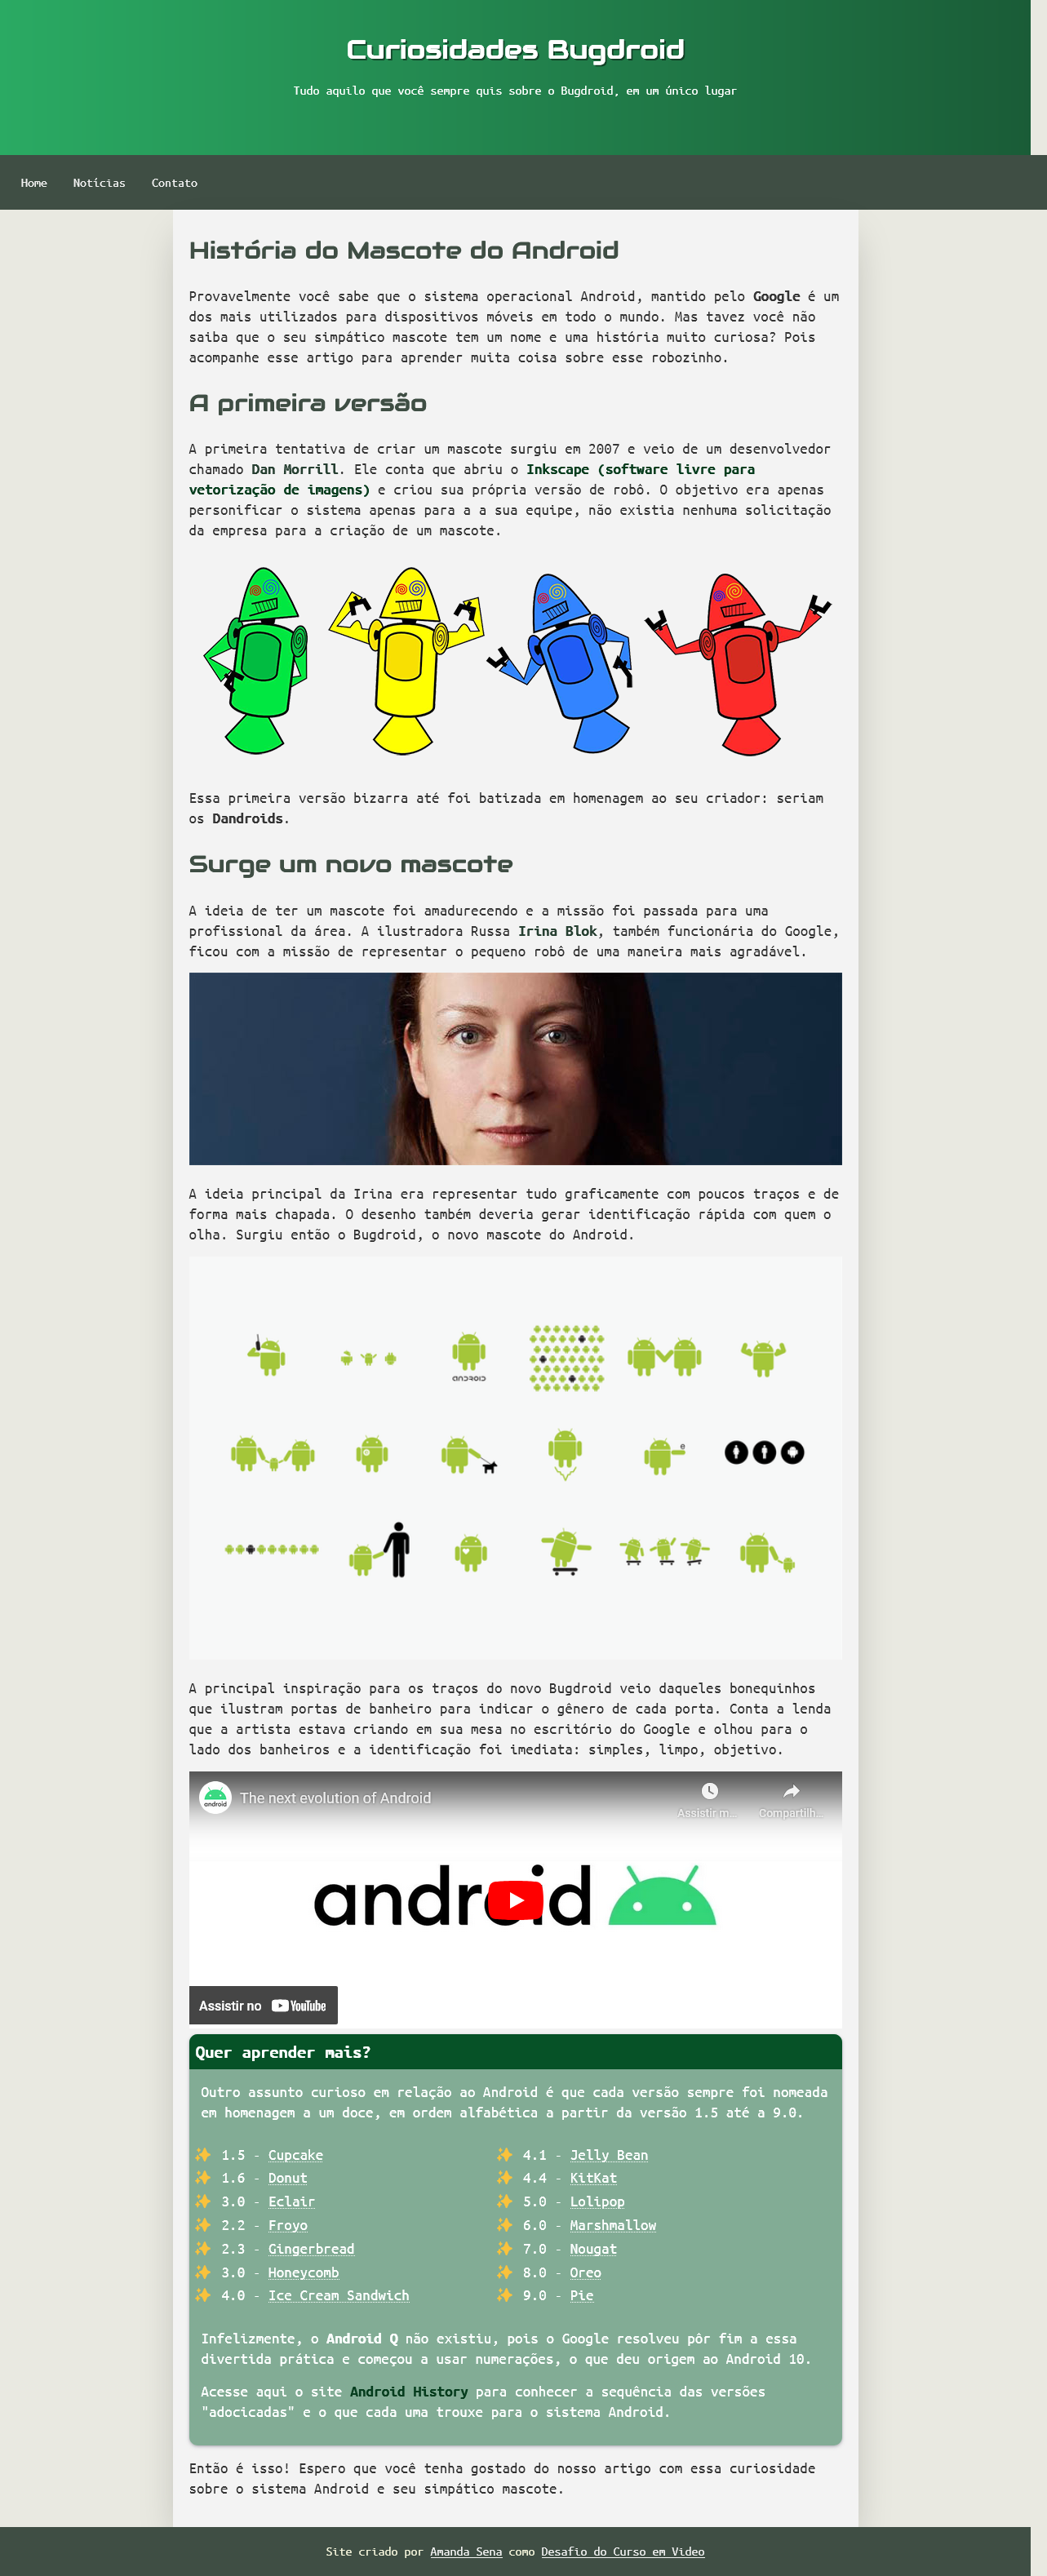 Curiosidades Bugdroid
Tudo aquilo que você sempre quis sobre o Bugdroid, em um único lugar
Home Notícias Contato
História do Mascote do Android
Provavelmente você sabe que o sistema operacional Android, mantido pelo Google é um
dos mais utilizados para dispositivos móveis em todo o mundo. Mas tavez você não
saiba que o seu simpático mascote tem um nome e uma história muito curiosa? Pois
acompanhe esse artigo para aprender muita coisa sobre esse robozinho.
A primeira versão
A primeira tentativa de criar um mascote surgiu em 2007 e veio de um desenvolvedor
chamado Dan Morrill. Ele conta que abriu o Inkscape (software livre para
vetorização de imagens) e criou sua própria versão de robô. O objetivo era apenas
personificar o sistema apenas para a a sua equipe, não existia nenhuma solicitação
da empresa para a criação de um mascote.
Essa primeira versão bizarra até foi batizada em homenagem ao seu criador: seriam
os Dandroids.
Surge um novo mascote
A ideia de ter um mascote foi amadurecendo e a missão foi passada para uma
profissional da área. A ilustradora Russa Irina Blok, também funcionária do Google,
ficou com a missão de representar o pequeno robô de uma maneira mais agradável.
A ideia principal da Irina era representar tudo graficamente com poucos traços e de
forma mais chapada. O desenho também deveria gerar identificação rápida com quem o
olha. Surgiu então o Bugdroid, o novo mascote do Android.
ANDROID
A principal inspiração para os traços do novo Bugdroid veio daqueles bonequinhos
que ilustram portas de banheiro para indicar o gênero de cada porta. Conta a lenda
que a artista estava criando em sua mesa no escritório do Google e olhou para o
lado dos banheiros e a identificação foi imediata: simples, limpo, objetivo.
android
The next evolution of Android
Assistir m...
Compartilh...
android
Assistir no YouTube
Quer aprender mais?
Outro assunto curioso em relação ao Android é que cada versão sempre foi nomeada
em homenagem a um doce, em ordem alfabética a partir da versão 1.5 até a 9.0.
✨ 1.5 - Cupcake
✨ 1.6 - Donut
✨ 3.0 - Eclair
✨ 2.2 - Froyo
✨ 2.3 - Gingerbread
✨ 3.0 - Honeycomb
✨ 4.0 - Ice Cream Sandwich
✨ 4.1 - Jelly Bean
✨ 4.4 - KitKat
✨ 5.0 - Lolipop
✨ 6.0 - Marshmallow
✨ 7.0 - Nougat
✨ 8.0 - Oreo
✨ 9.0 - Pie
Infelizmente, o Android Q não existiu, pois o Google resolveu pôr fim a essa
divertida prática e começou a usar numerações, o que deu origem ao Android 10.
Acesse aqui o site Android History para conhecer a sequência das versões
"adocicadas" e o que cada uma trouxe para o sistema Android.
Então é isso! Espero que você tenha gostado do nosso artigo com essa curiosidade
sobre o sistema Android e seu simpático mascote.
Site criado por Amanda Sena como Desafio do Curso em Video